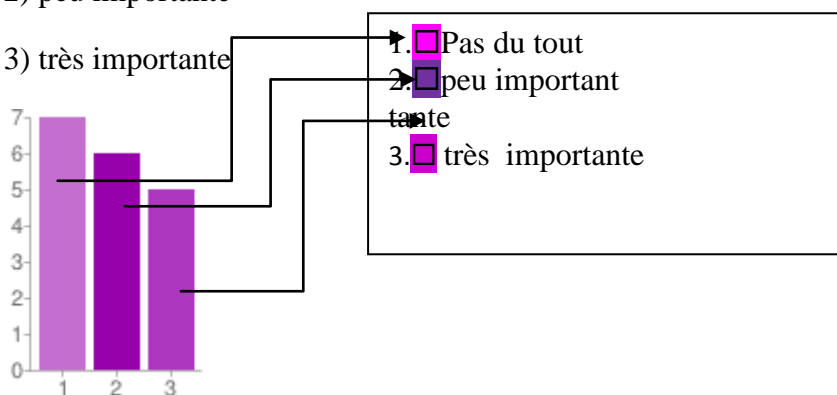 2) peu importante
3) très importante
1. Pas du tout
2. peu important
tante
3. très importante
7
6
5
4
3
2
1
0
1 2 3